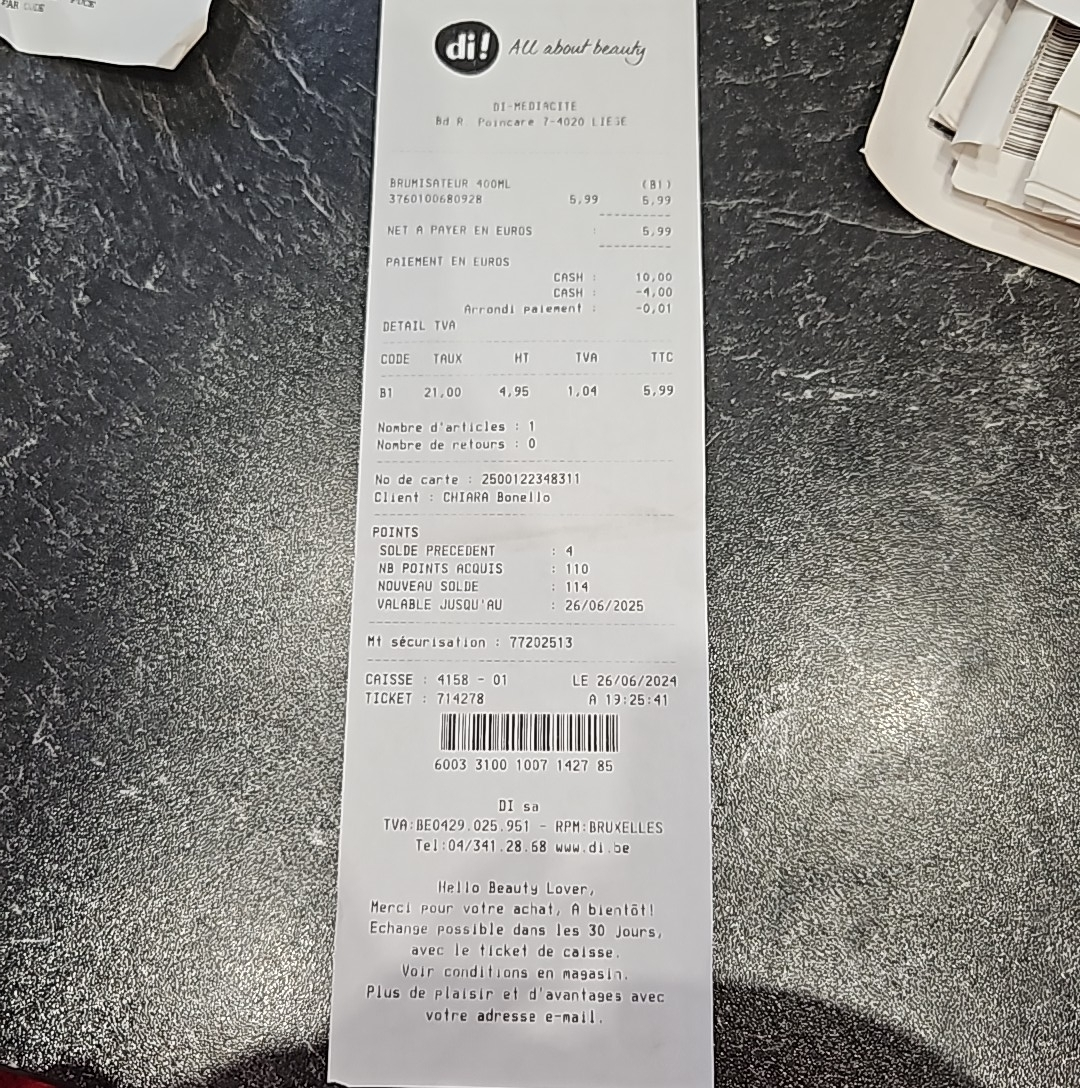 di! All about beauty
DI-MEDIACITE
Bd R. Poincare 7-4020 LIEGE
BRUMISATEUR 400ML (B1)
3760100680928 5,99 5,99
NET A PAYER EN EUROS : 5,99
PAIEMENT EN EUROS
CASH : 10,00
CASH : -4,00
Arrondi paiement : -0,01
DETAIL TVA
CODE TAUX HT TVA TTC
B1 21,00 4,95 1,04 5,99
Nombre d'articles : 1
Nombre de retours : 0
No de carte : 2500122348311
Client : CHIARA Bonello
POINTS
SOLDE PRECEDENT : 4
NB POINTS ACQUIS : 110
NOUVEAU SOLDE : 114
VALABLE JUSQU'AU : 26/06/2025
Mt sécurisation : 77202513
CAISSE : 4158 - 01 LE 26/06/2024
TICKET : 714278 A 19:25:41
6003 3100 1007 1427 85
DI sa
TVA:BE0429.025.951 - RPM:BRUXELLES
Tel:04/341.28.68 www.di.be
Hello Beauty Lover,
Merci pour votre achat, A bientôt!
Echange possible dans les 30 jours,
avec le ticket de caisse.
Voir conditions en magasin.
Plus de plaisir et d'avantages avec
votre adresse e-mail.